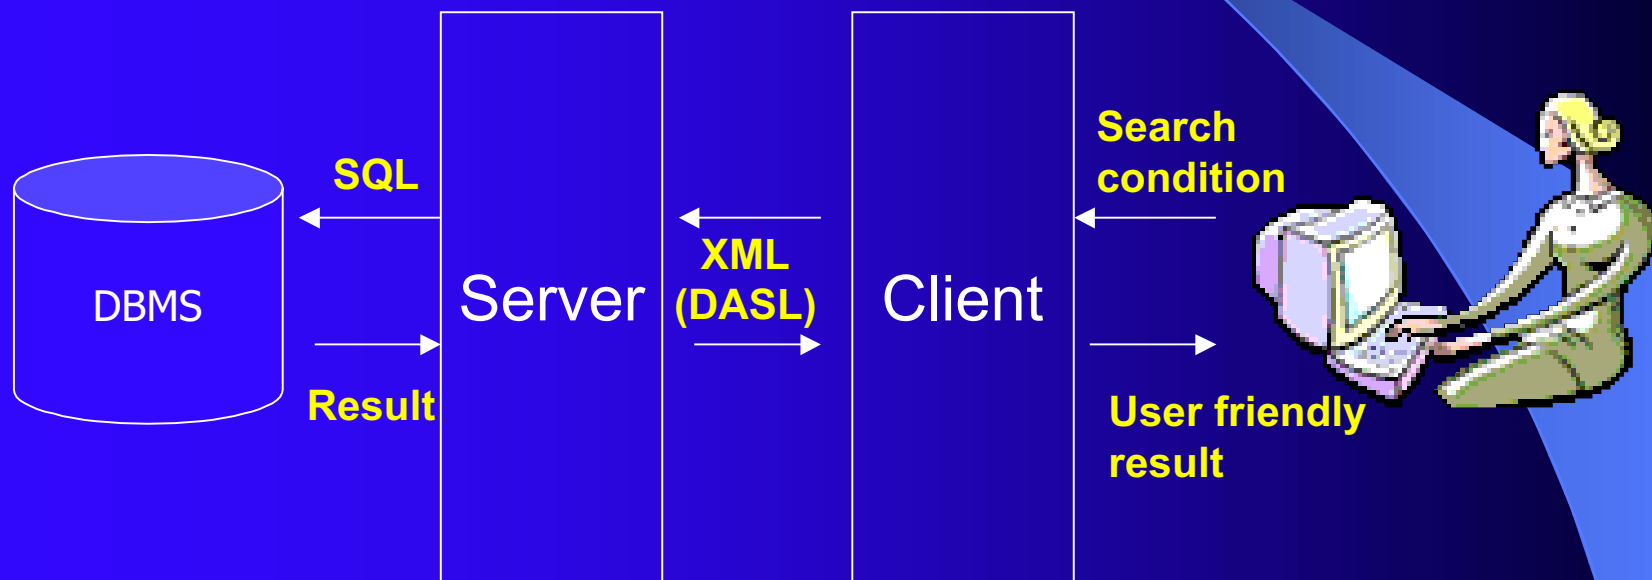 SQL
DBMS
Result
Server
XML
(DASL)
Client
Search
condition
User friendly
result